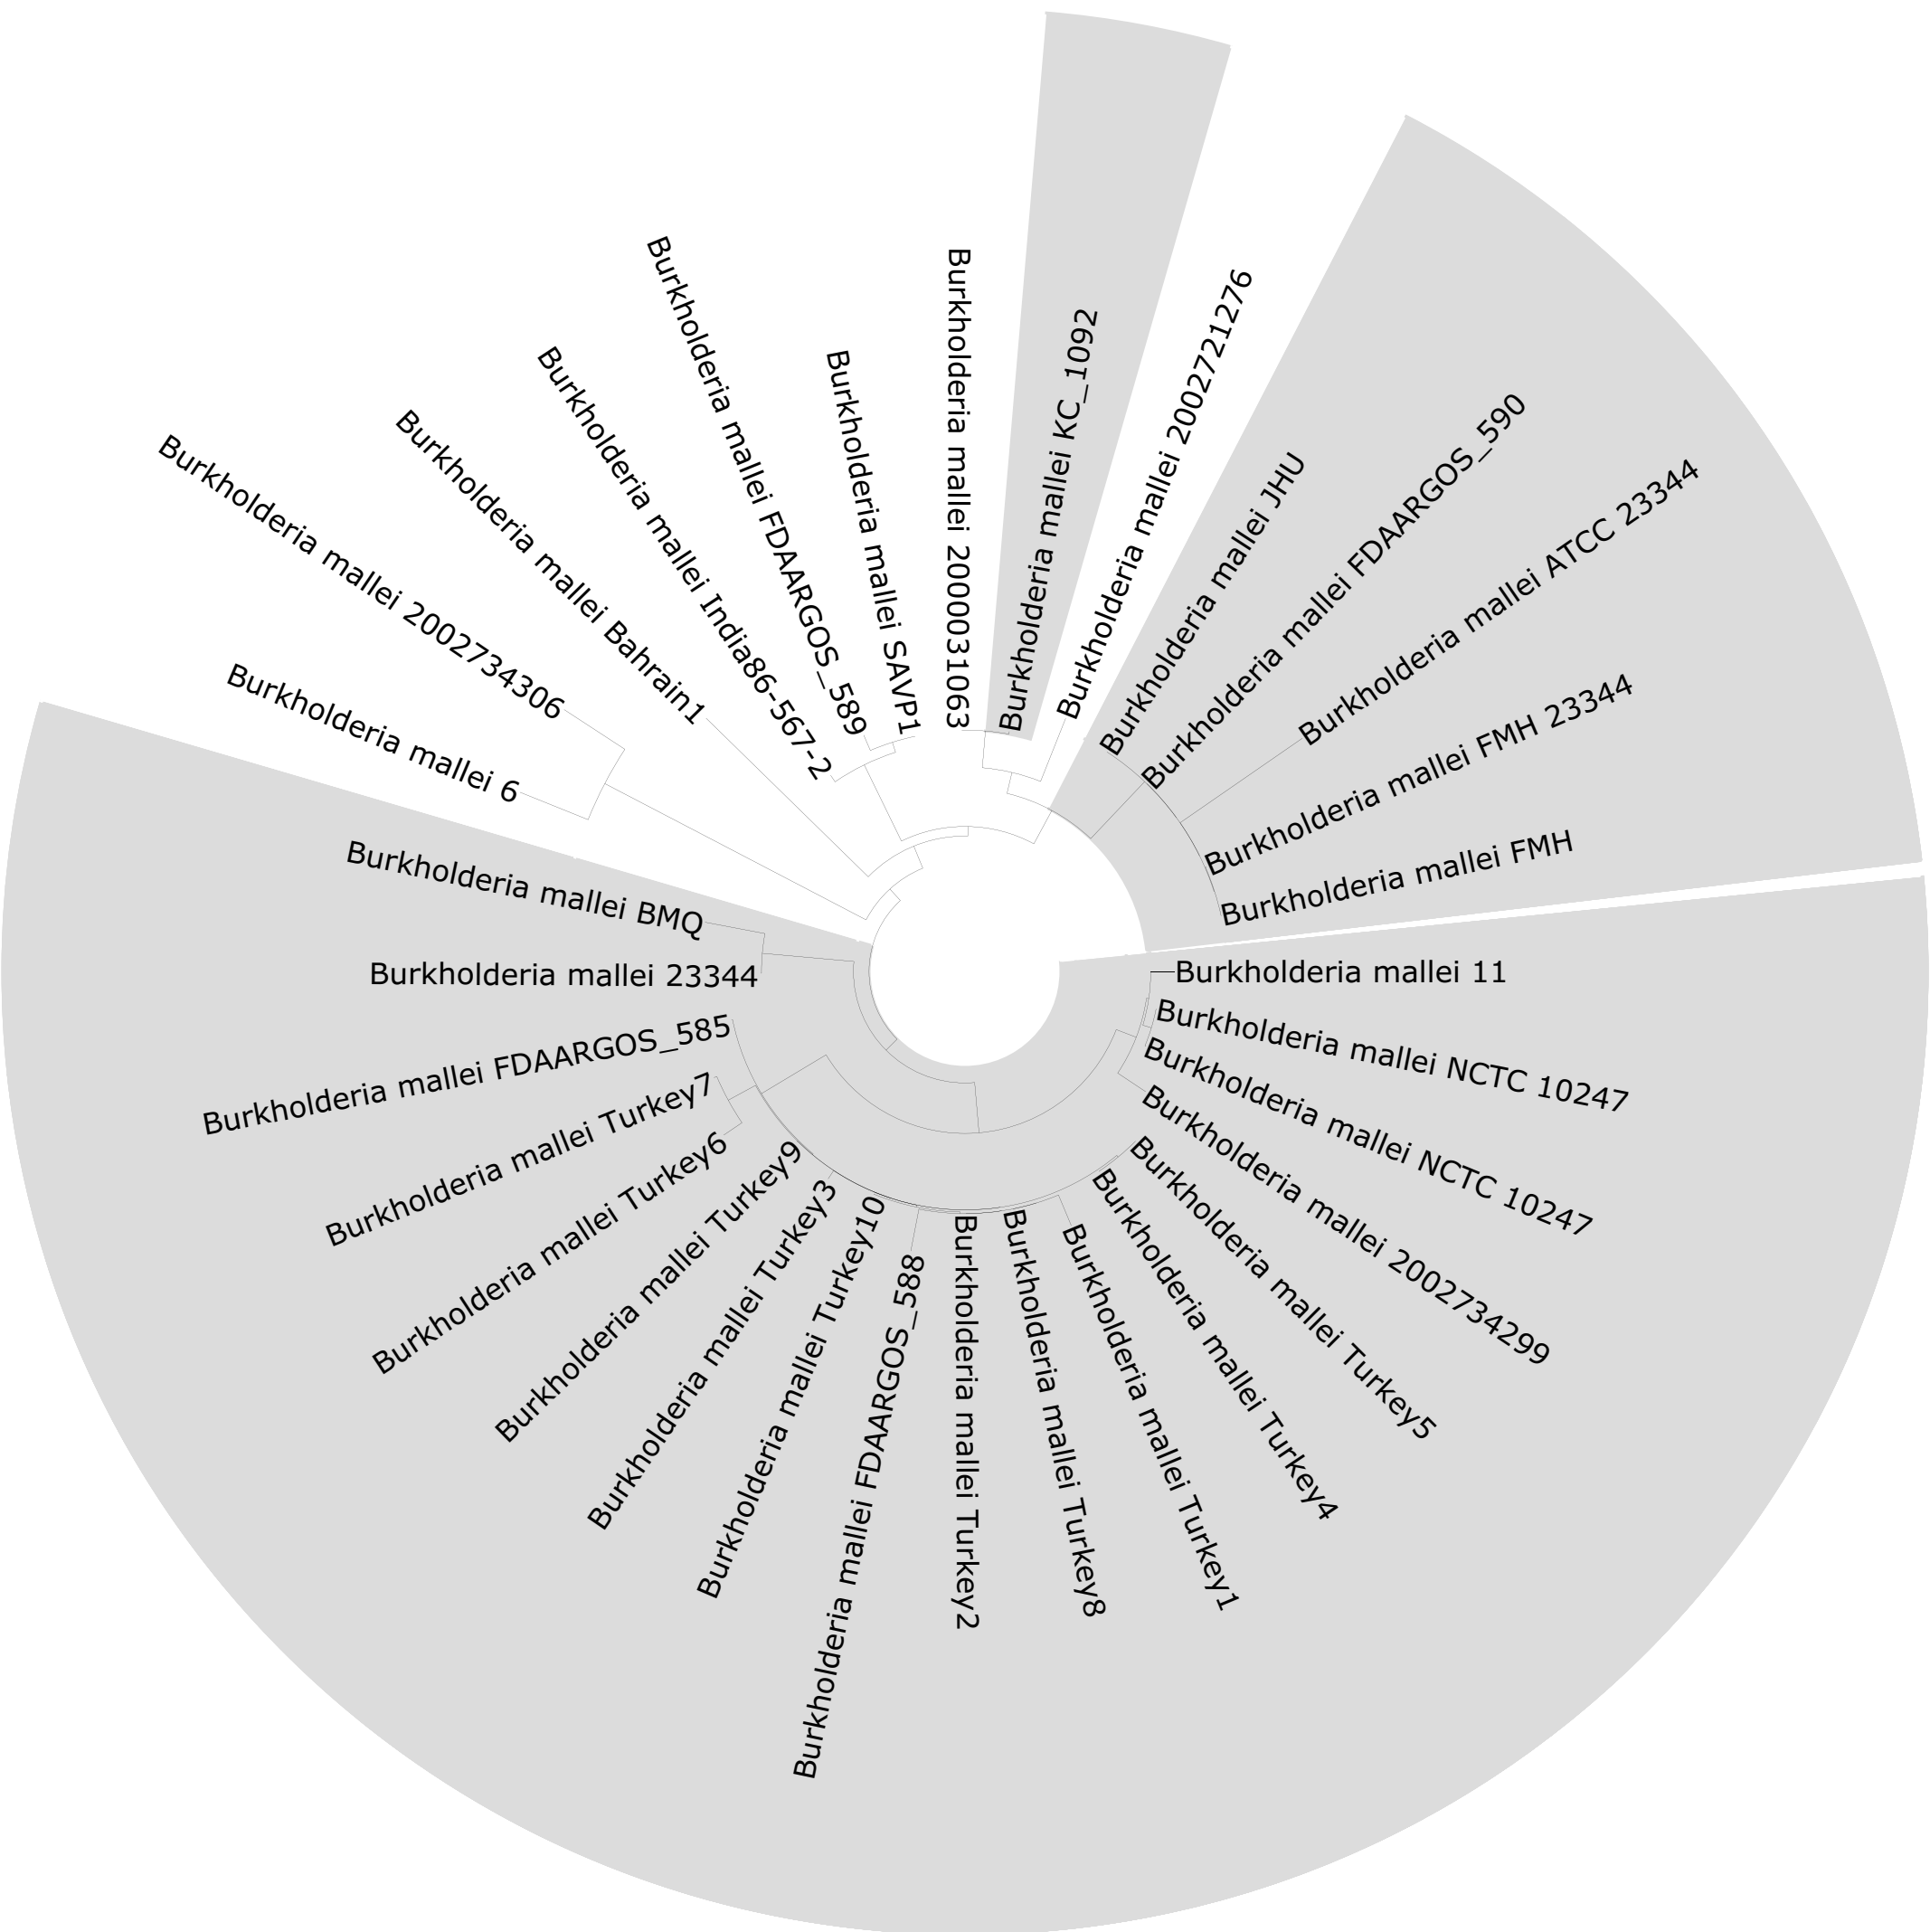 Burkholderia mallei 2000031063
Burkholderia mallei KC_1092
Burkholderia mallei 2002721276
Burkholderia mallei JHU
Burkholderia mallei FDAARGOS_590
Burkholderia mallei ATCC 23344
Burkholderia mallei FMH 23344
Burkholderia mallei FMH
Burkholderia mallei 11
Burkholderia mallei NCTC 10247
Burkholderia mallei NCTC 10247
Burkholderia mallei 2002734299
Burkholderia mallei Turkey5
Burkholderia mallei Turkey4
Burkholderia mallei Turkey1
Burkholderia mallei Turkey8
Burkholderia mallei Turkey2
Burkholderia mallei FDAARGOS_588
Burkholderia mallei Turkey10
Burkholderia mallei Turkey3
Burkholderia mallei Turkey9
Burkholderia mallei Turkey6
Burkholderia mallei Turkey7
Burkholderia mallei FDAARGOS_585
Burkholderia mallei 23344
Burkholderia mallei BMQ
Burkholderia mallei 6
Burkholderia mallei 2002734306
Burkholderia mallei Bahrain1
Burkholderia mallei India86-567-2
Burkholderia mallei FDAARGOS_589
Burkholderia mallei SAVP1